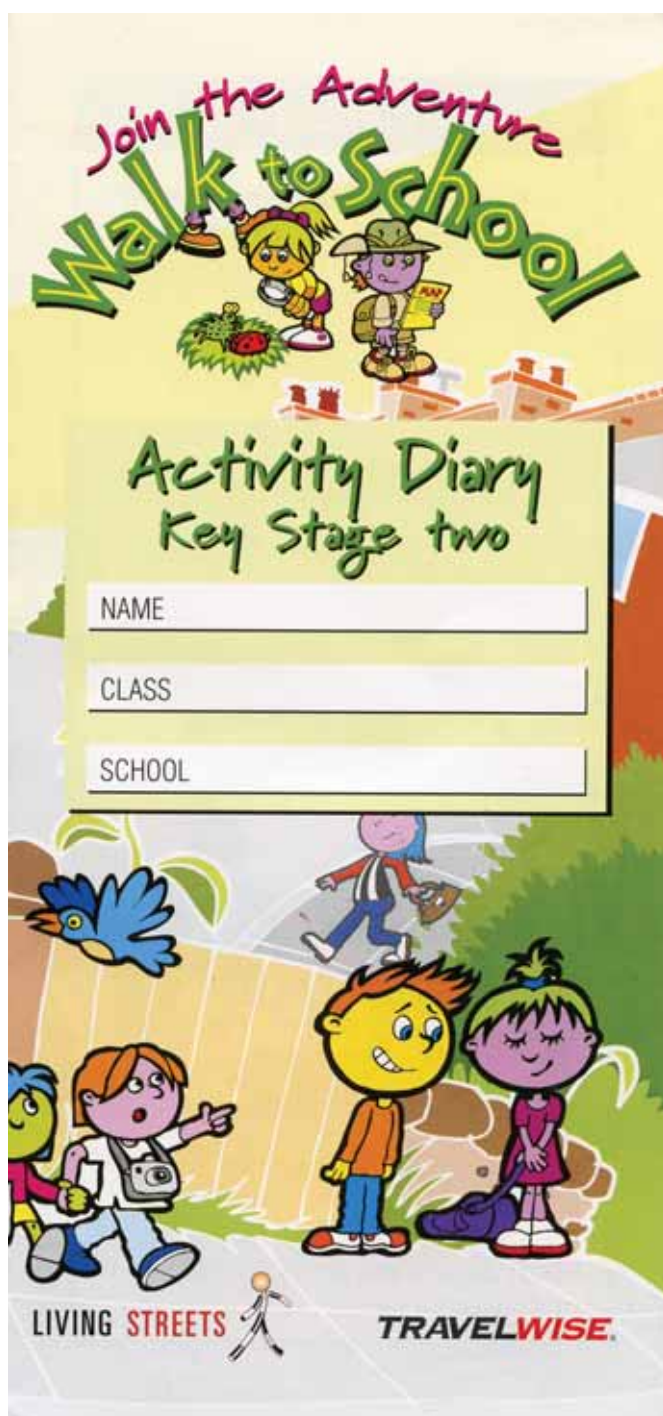 Join the Adventure
Walk to School
MAP
Activity Diary
Key Stage two
NAME
CLASS
SCHOOL
LIVING STREETS
TRAVELWISE.